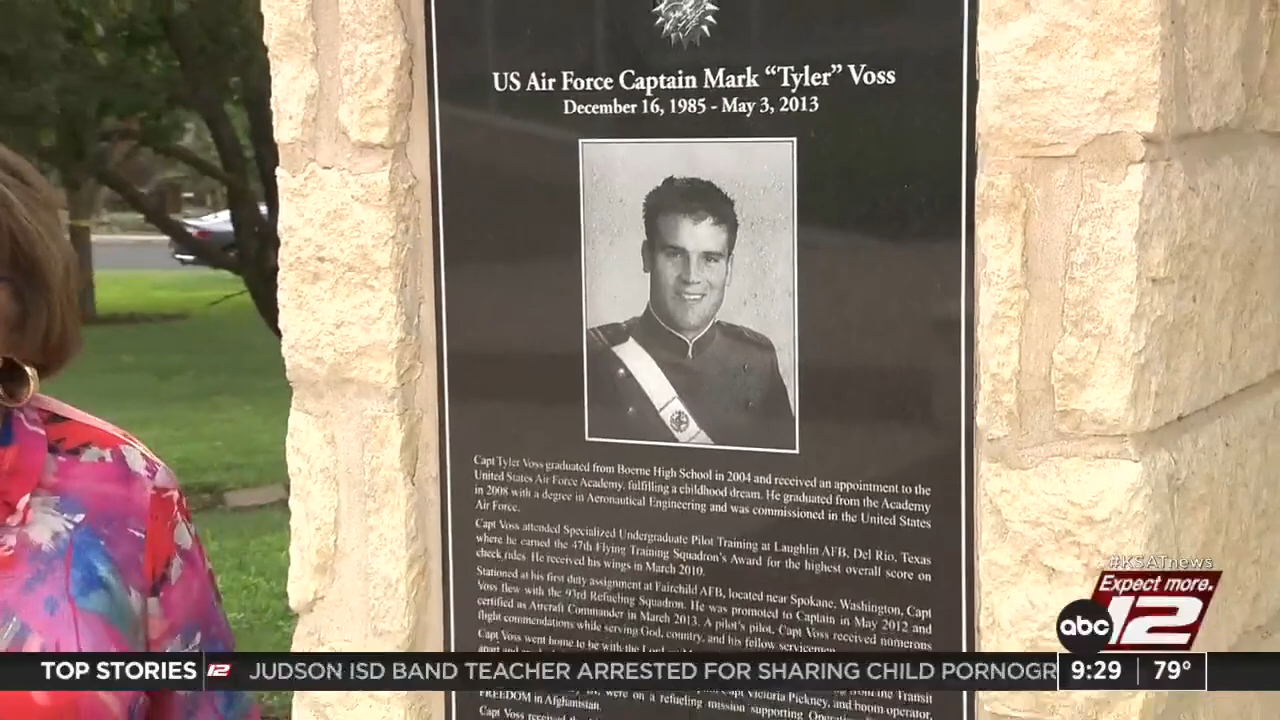 US Air Force Captain Mark “Tyler” Voss
December 16, 1985 - May 3, 2013
Capt Tyler Voss graduated from Boerne High School in 2004 and received an appointment to the
United States Air Force Academy, fulfilling a childhood dream. He graduated from the Academy
in 2008 with a degree in Aeronautical Engineering and was commissioned in the United States
Air Force.
Capt Voss attended Specialized Undergraduate Pilot Training at Laughlin AFB, Del Rio, Texas
where he earned the 47th Flying Training Squadron's Award for the highest overall score on
check rides. He received his wings in March 2010.
Stationed at his first duty assignment at Fairchild AFB, located near Spokane, Washington, Capt
Voss flew with the 93rd Refueling Squadron. He was promoted to Captain in May 2012 and
certified as Aircraft Commander in March 2013. A pilot's pilot, Capt Voss received numerous
flight commendations while serving God, country, and his fellow servicemen
Capt Voss went home to be with the Lord
#KSATnews
Expect more.
abc 12
TOP STORIES 12 JUDSON ISD BAND TEACHER ARRESTED FOR SHARING CHILD PORNOGR 9:29 79°
from the Transit
were on a refueling mission supporting
Capt Victoria Pickney, and boom operator,
FREEDOM in Afghanistan.
Capt Voss received